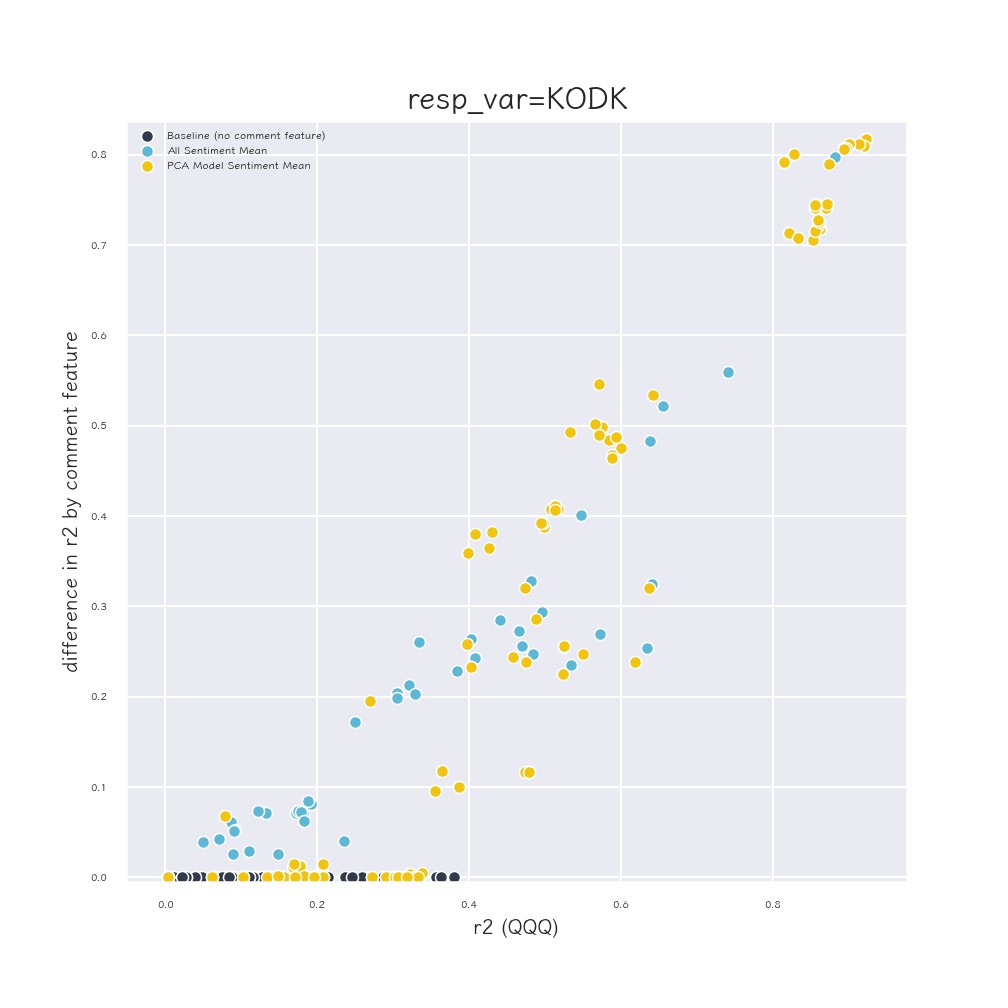 resp_var=KODK
Baseline (no comment feature)
All Sentiment Mean
PCA Model Sentiment Mean
difference in r2 by comment feature
0.8
0.7
0.6
0.5
0.4
0.3
0.2
0.1
0.0
0.0 0.2 0.4 0.6 0.8
r2 (QQQ)